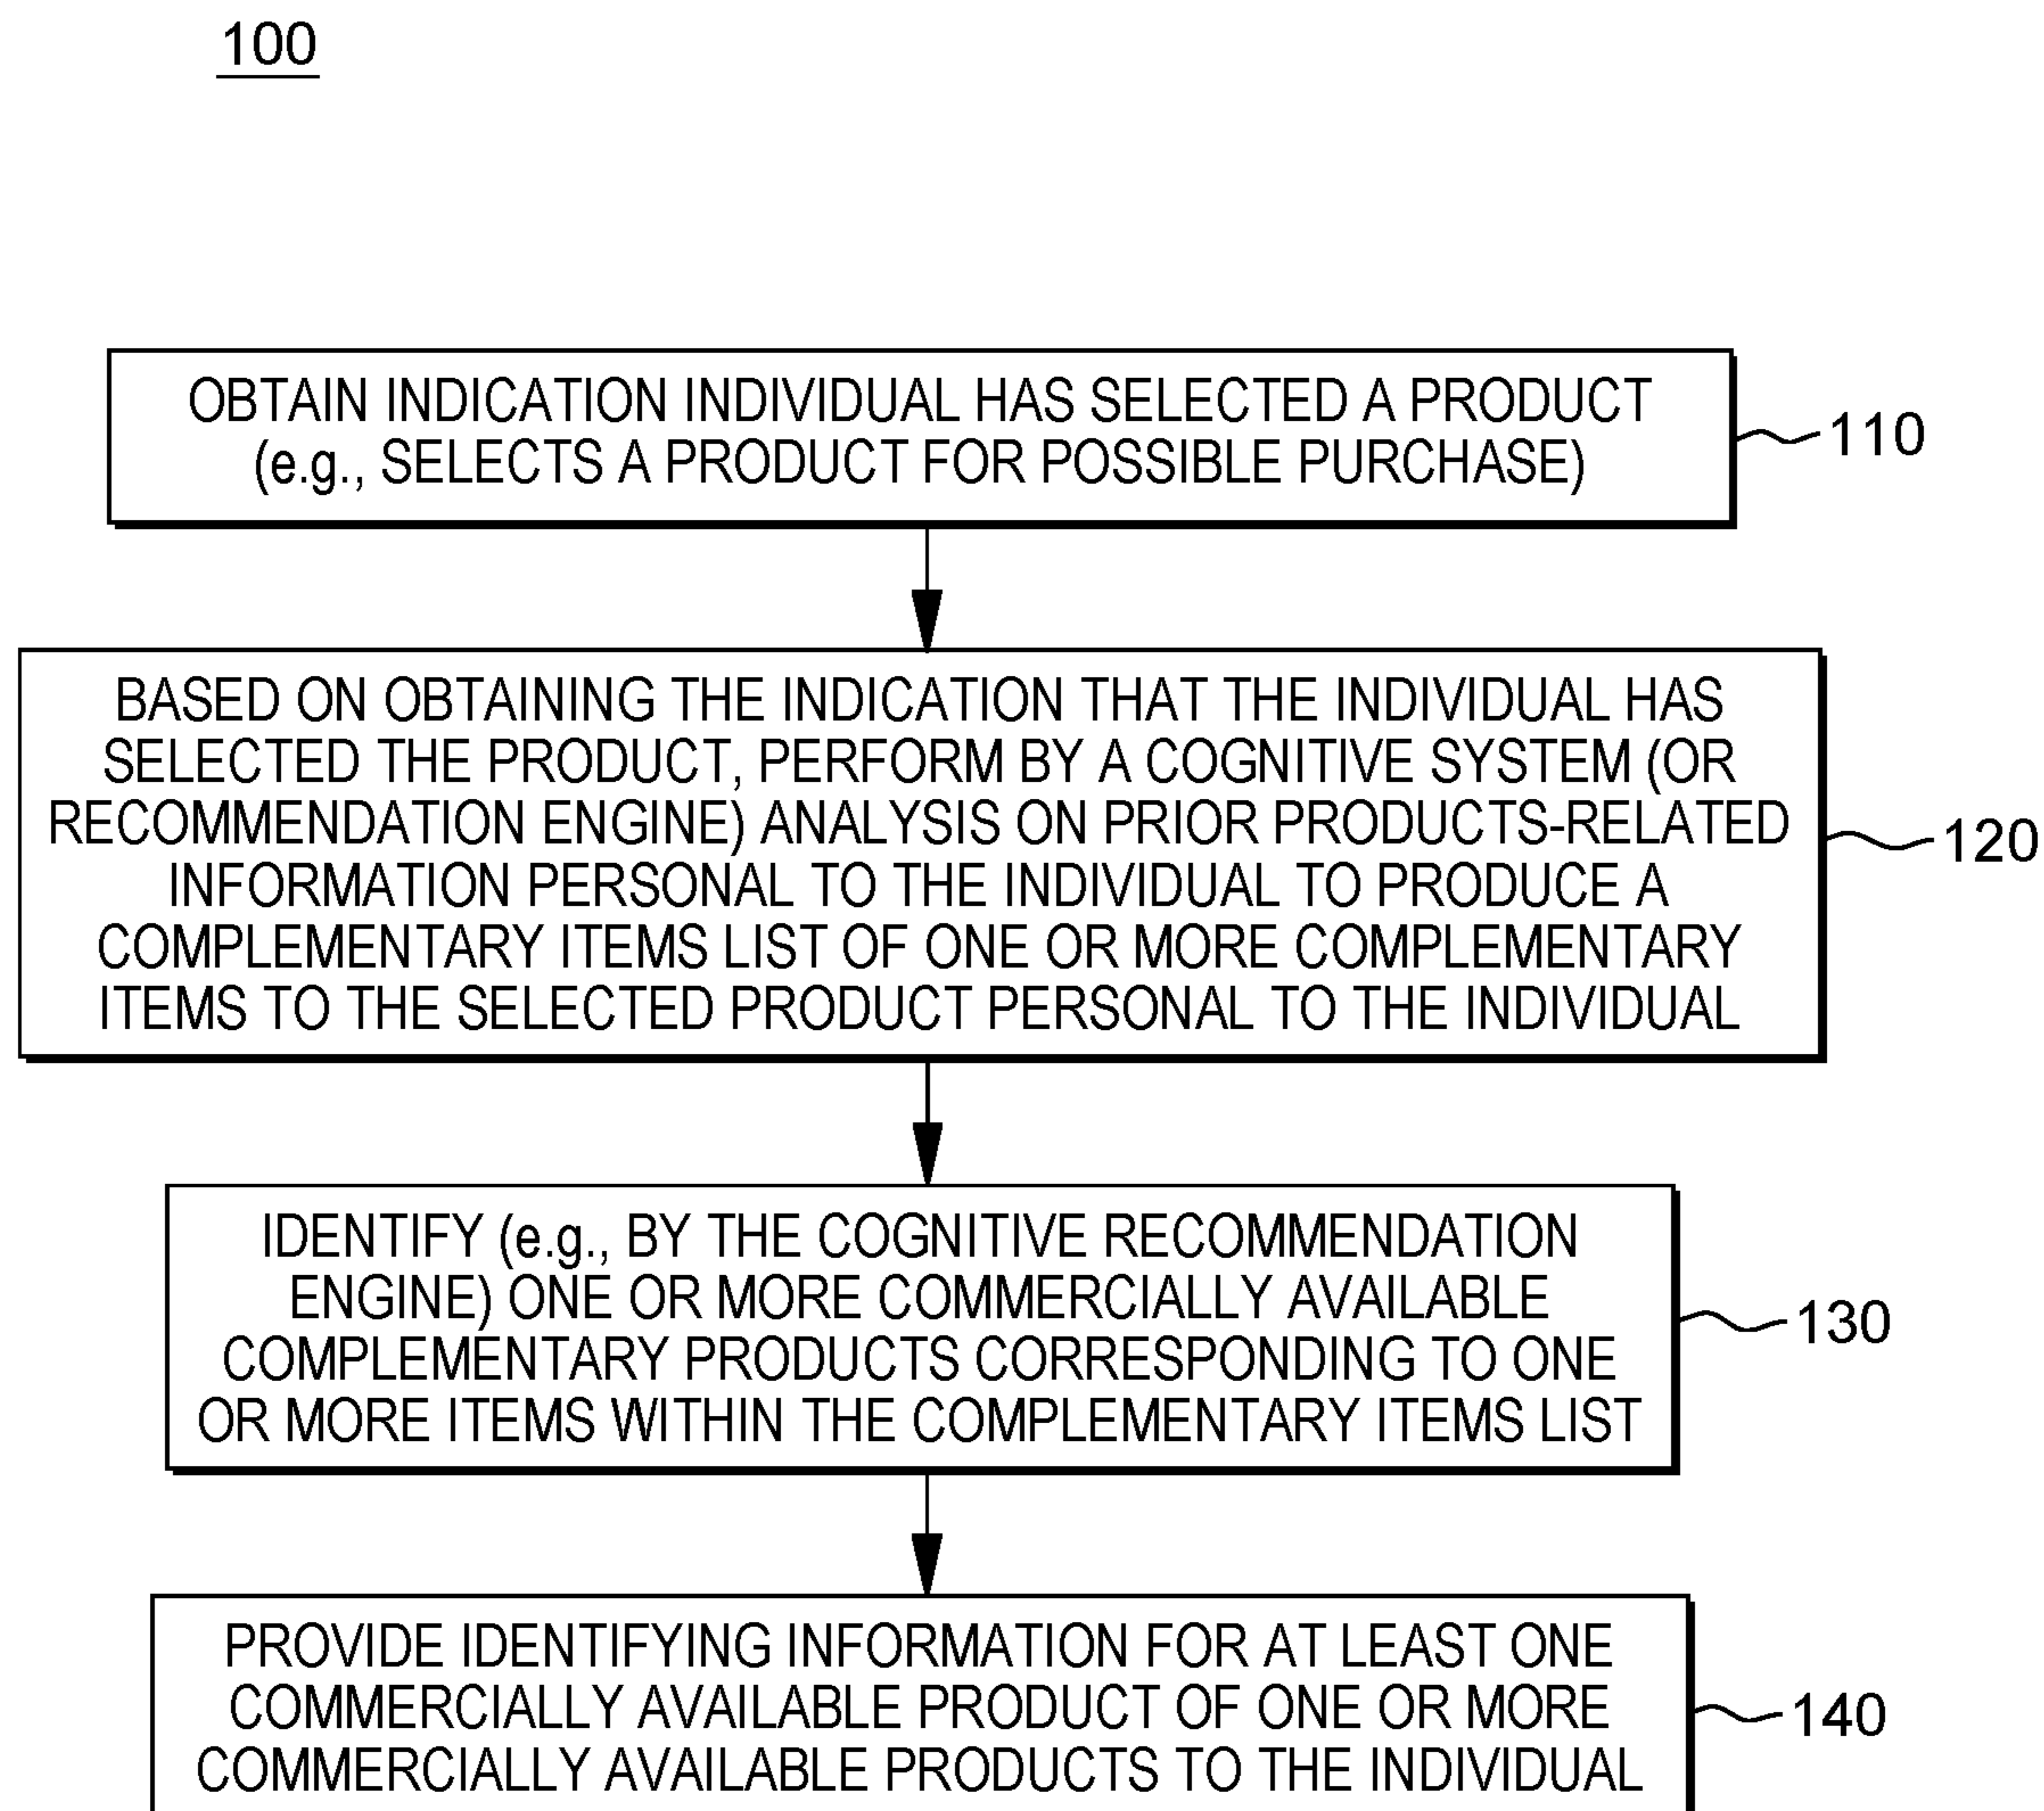 100
OBTAIN INDICATION INDIVIDUAL HAS SELECTED A PRODUCT
(e.g., SELECTS A PRODUCT FOR POSSIBLE PURCHASE)
110
BASED ON OBTAINING THE INDICATION THAT THE INDIVIDUAL HAS
SELECTED THE PRODUCT, PERFORM BY A COGNITIVE SYSTEM (OR
RECOMMENDATION ENGINE) ANALYSIS ON PRIOR PRODUCTS-RELATED
INFORMATION PERSONAL TO THE INDIVIDUAL TO PRODUCE A
COMPLEMENTARY ITEMS LIST OF ONE OR MORE COMPLEMENTARY
ITEMS TO THE SELECTED PRODUCT PERSONAL TO THE INDIVIDUAL
120
IDENTIFY (e.g., BY THE COGNITIVE RECOMMENDATION
ENGINE) ONE OR MORE COMMERCIALLY AVAILABLE
COMPLEMENTARY PRODUCTS CORRESPONDING TO ONE
OR MORE ITEMS WITHIN THE COMPLEMENTARY ITEMS LIST
130
PROVIDE IDENTIFYING INFORMATION FOR AT LEAST ONE
COMMERCIALLY AVAILABLE PRODUCT OF ONE OR MORE
COMMERCIALLY AVAILABLE PRODUCTS TO THE INDIVIDUAL
140